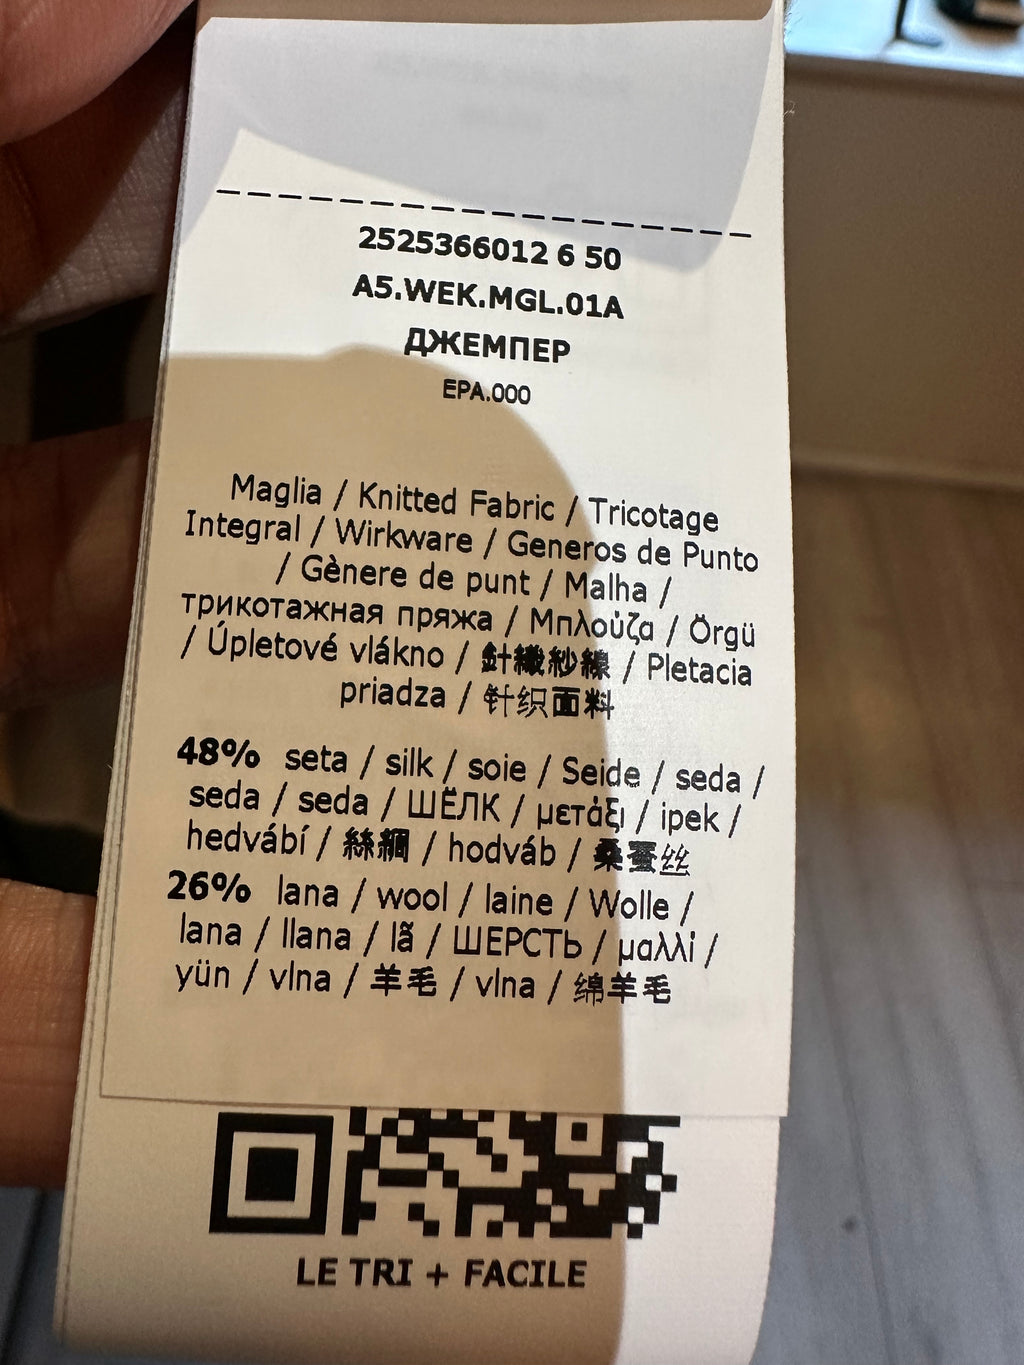 2525366012 6 50
A5.WEK.MGL.01A
ДЖЕМПЕР
EPA.000
Maglia / Knitted Fabric / Tricotage
Integral / Wirkware / Generos de Punto
/ Gènere de punt / Malha /
трикотажная пряжа / Μπλούζα / Örgü
/ Úpletové vlákno / 針織紗線 / Pletacia
priadza / 针织面料
48% seta / silk / soie / Seide / seda /
seda / seda / ШЁЛК / μετάξι / ipek /
hedvábí / 絲綢 / hodváb / 桑蚕丝
26% lana / wool / laine / Wolle /
lana / llana / lã / ШЕРСТЬ / μαλλί /
yün / vlna / 羊毛 / vlna / 绵羊毛
LE TRI + FACILE